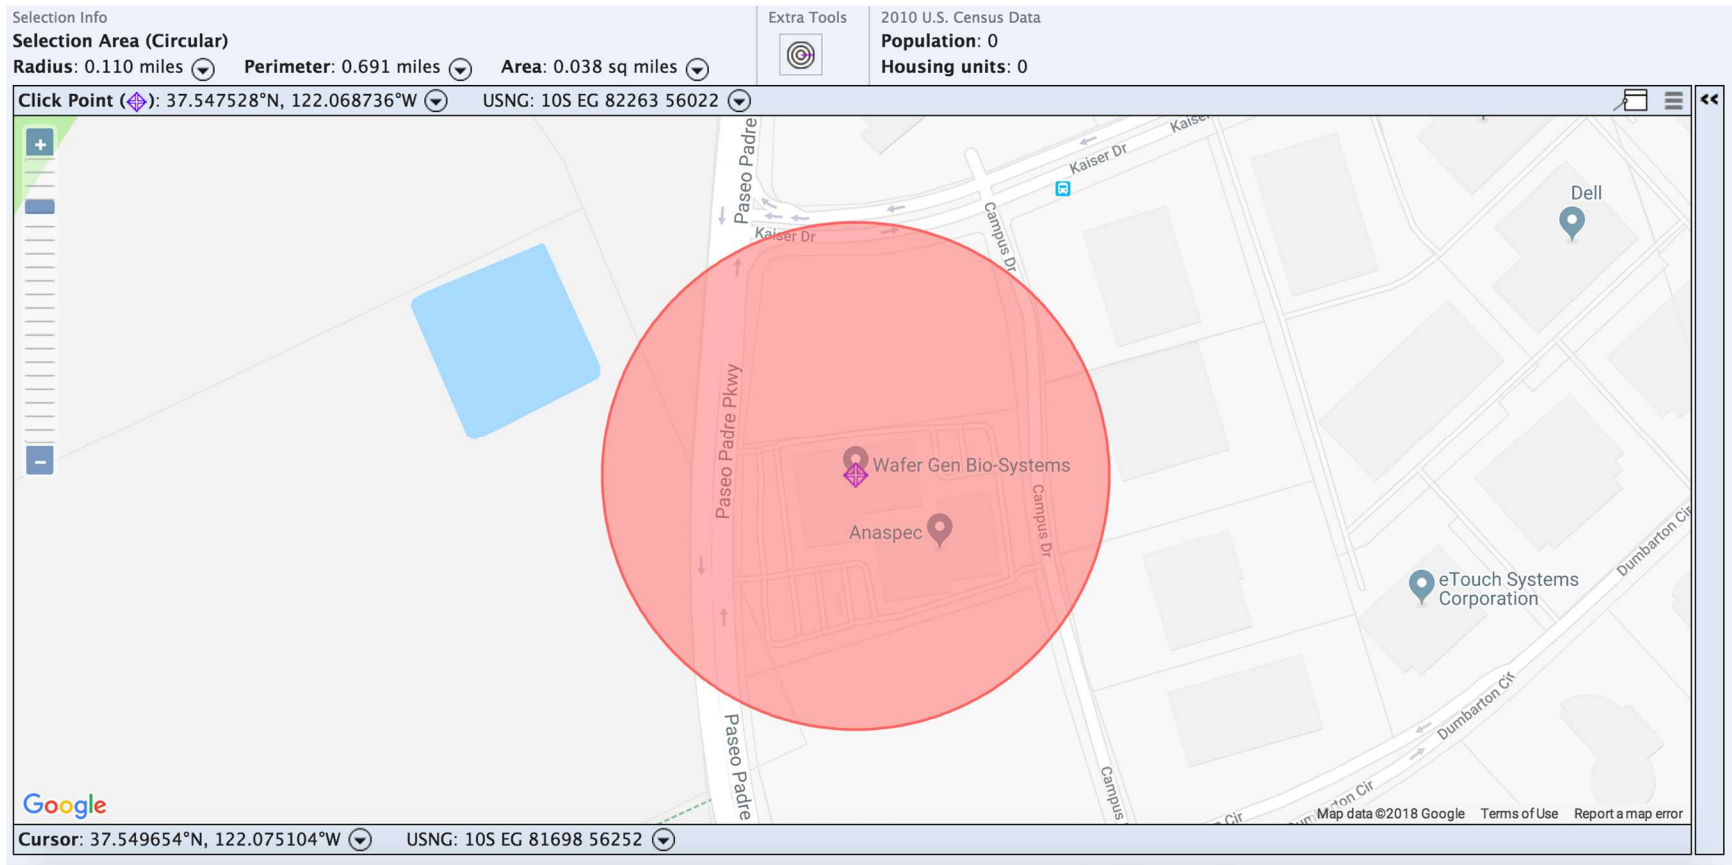 Selection Info
Selection Area (Circular)
Radius: 0.110 miles Perimeter: 0.691 miles Area: 0.038 sq miles
Extra Tools
2010 U.S. Census Data
Population: 0
Housing units: 0
Click Point ( ): 37.547528°N, 122.068736°W USNG: 10S EG 82263 56022
<<
+
Paseo Padre
Kaiser Dr
Dell
Campus Dr
Kaiser Dr
Paseo Padre Pkwy
−
Wafer Gen Bio-Systems
Campus Dr
Anaspec
Dumbarton Cir
eTouch Systems
Corporation
Dumbarton Cir
Paseo Padre
Campus
Cir
Google
Map data ©2018 Google Terms of Use Report a map error
Cursor: 37.549654°N, 122.075104°W USNG: 10S EG 81698 56252